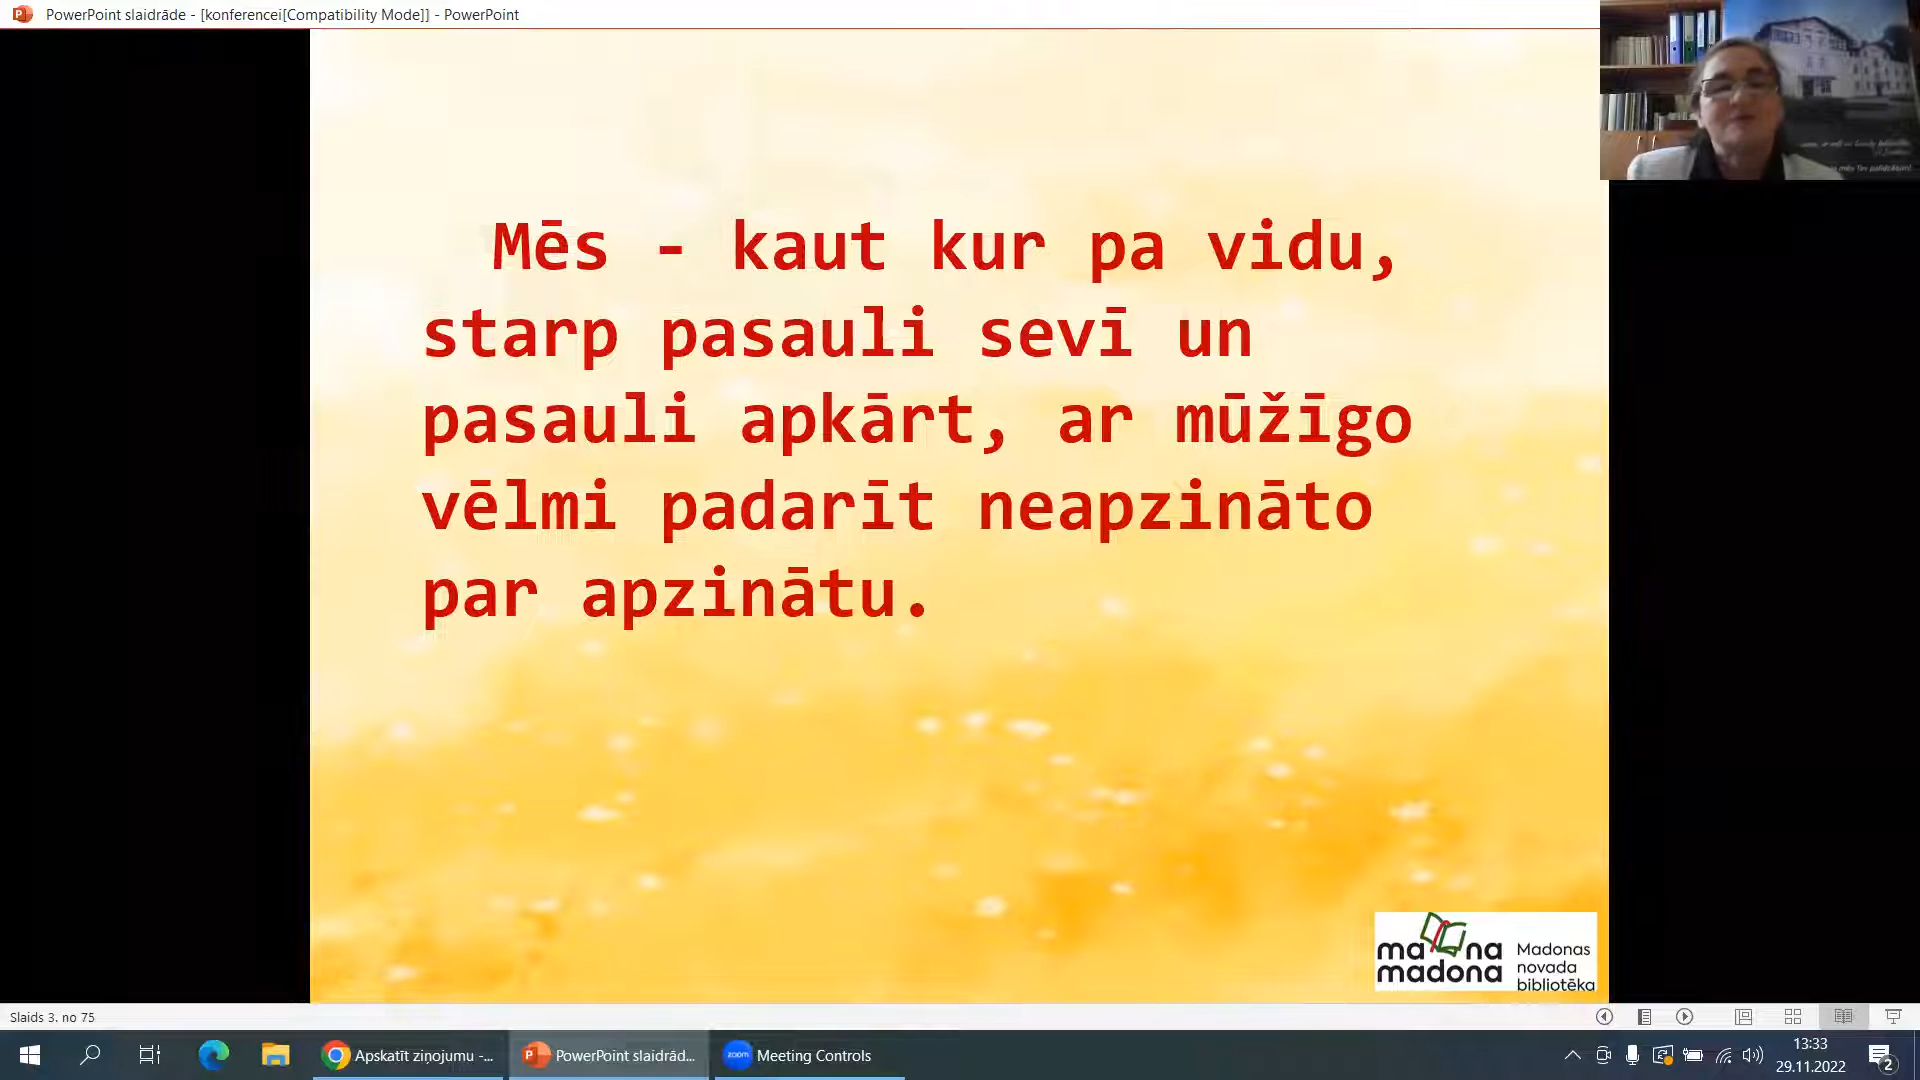 PowerPoint slaidrāde - [konferencei[Compatibility Mode]] - PowerPoint
Mēs - kaut kur pa vidu,
starp pasauli sevī un
pasauli apkārt, ar mūžīgo
vēlmi padarīt neapzināto
par apzinātu.
ma na
madona
Madonas
novada
bibliotēka
Slaids 3. no 75
Apskatīt ziņojumu -...
PowerPoint slaidrād...
zoom
Meeting Controls
13:33
29.11.2022
2